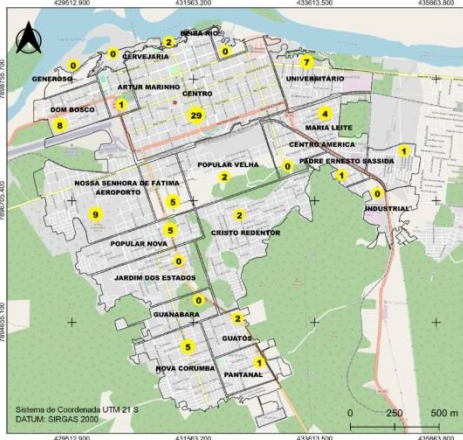 429512.900 431563.200 433613.500 435663.800
BEIRA RIO
2
0 CERVEJARIA 0
0 7
GENEROSO UNIVERSITÁRIO
ARTUR MARINHO
CENTRO
DOM BOSCO 1
29 4
8 MARIA LEITE
CENTRO AMERICA
POPULAR VELHA PADRE ERNESTO SASSIDA 1
0
NOSSA SENHORA DE FÁTIMA 2 1
AEROPORTO 0
5 INDUSTRIAL
9 2
5 CRISTO REDENTOR
POPULAR NOVA
0
JARDIM DOS ESTADOS
0
GUANABARA 2
GUATÓS
5
NOVA CORUMBÁ 1
PANTANAL
Sistema de Coordenada UTM 21 S
DATUM: SIRGAS 2000
0 250 500 m
429512.900 431563.200 433613.500 435663.800